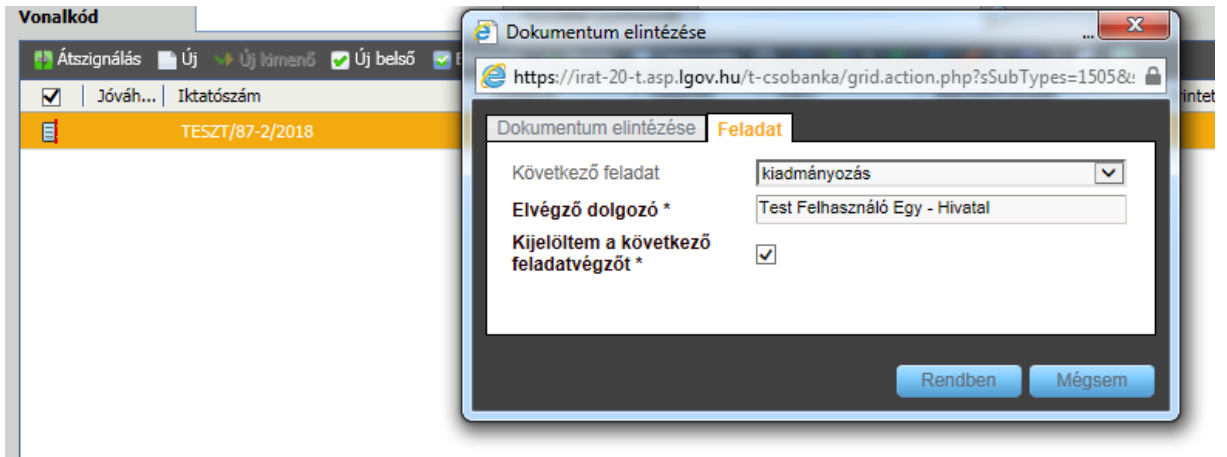 Vonalkód
Átszignálás Új Új kimenő Új belső
Jóváh... Iktatószám
TESZT/87-2/2018
Dokumentum elintézése ...
https://irat-20-t.asp.lgov.hu/t-csobanka/grid.action.php?sSubTypes=1505&
Dokumentum elintézése Feladat
Következő feladat kiadmányozás
Elvégző dolgozó * Test Felhasználó Egy - Hivatal
Kijelöltem a következő
feladatvégzőt *
Rendben Mégsem